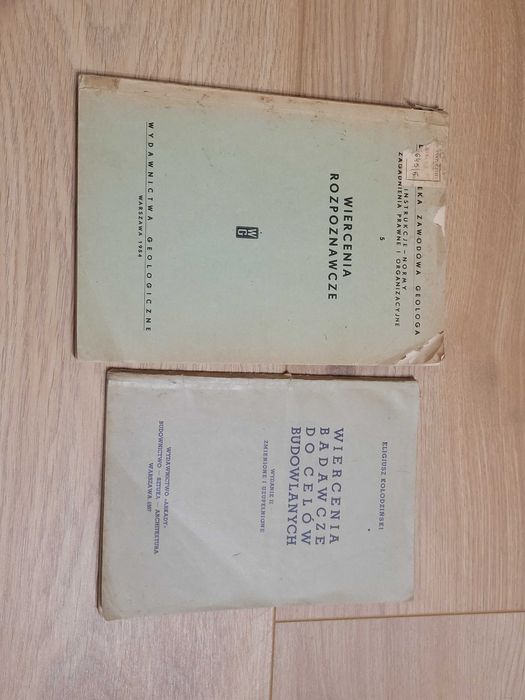 EKA ZAWODOWA GEOLOGA
INSTRUKCJE - NORMY
ZAGADNIENIA PRAWNE I ORGANIZACYJNE
5
WIERCENIA
ROZPOZNAWCZE
W
G
WYDAWNICTWA GEOLOGICZNE
WARSZAWA 1954
ELIGIUSZ KOŁODZIŃSKI
WIERCENIA
BADAWCZE
DO CELÓW
BUDOWLANYCH
WYDANIE II
ZMIENIONE I UZUPEŁNIONE
WYDAWNICTWO „ARKADY”
BUDOWNICTWO - SZTUKA - ARCHITEKTURA
WARSZAWA 1957